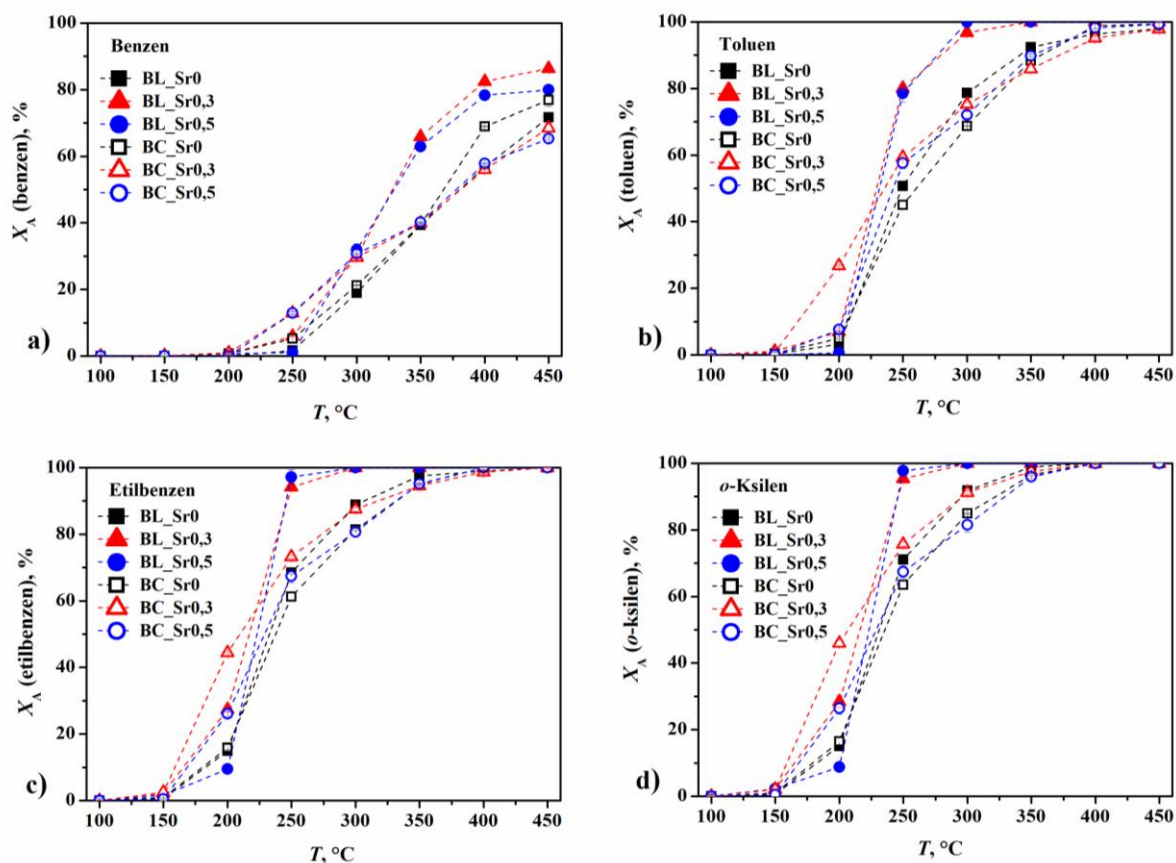 Benzen
BL_Sr0
BL_Sr0,3
BL_Sr0,5
BC_Sr0
BC_Sr0,3
BC_Sr0,5
a)
X_A (benzen), %
100
80
60
40
20
0
100 150 200 250 300 350 400 450
T, °C
Toluen
BL_Sr0
BL_Sr0,3
BL_Sr0,5
BC_Sr0
BC_Sr0,3
BC_Sr0,5
b)
X_A (toluen), %
100
80
60
40
20
0
100 150 200 250 300 350 400 450
T, °C
Etilbenzen
BL_Sr0
BL_Sr0,3
BL_Sr0,5
BC_Sr0
BC_Sr0,3
BC_Sr0,5
c)
X_A (etilbenzen), %
100
80
60
40
20
0
100 150 200 250 300 350 400 450
T, °C
o-Ksilen
BL_Sr0
BL_Sr0,3
BL_Sr0,5
BC_Sr0
BC_Sr0,3
BC_Sr0,5
d)
X_A (o-ksilen), %
100
80
60
40
20
0
100 150 200 250 300 350 400 450
T, °C